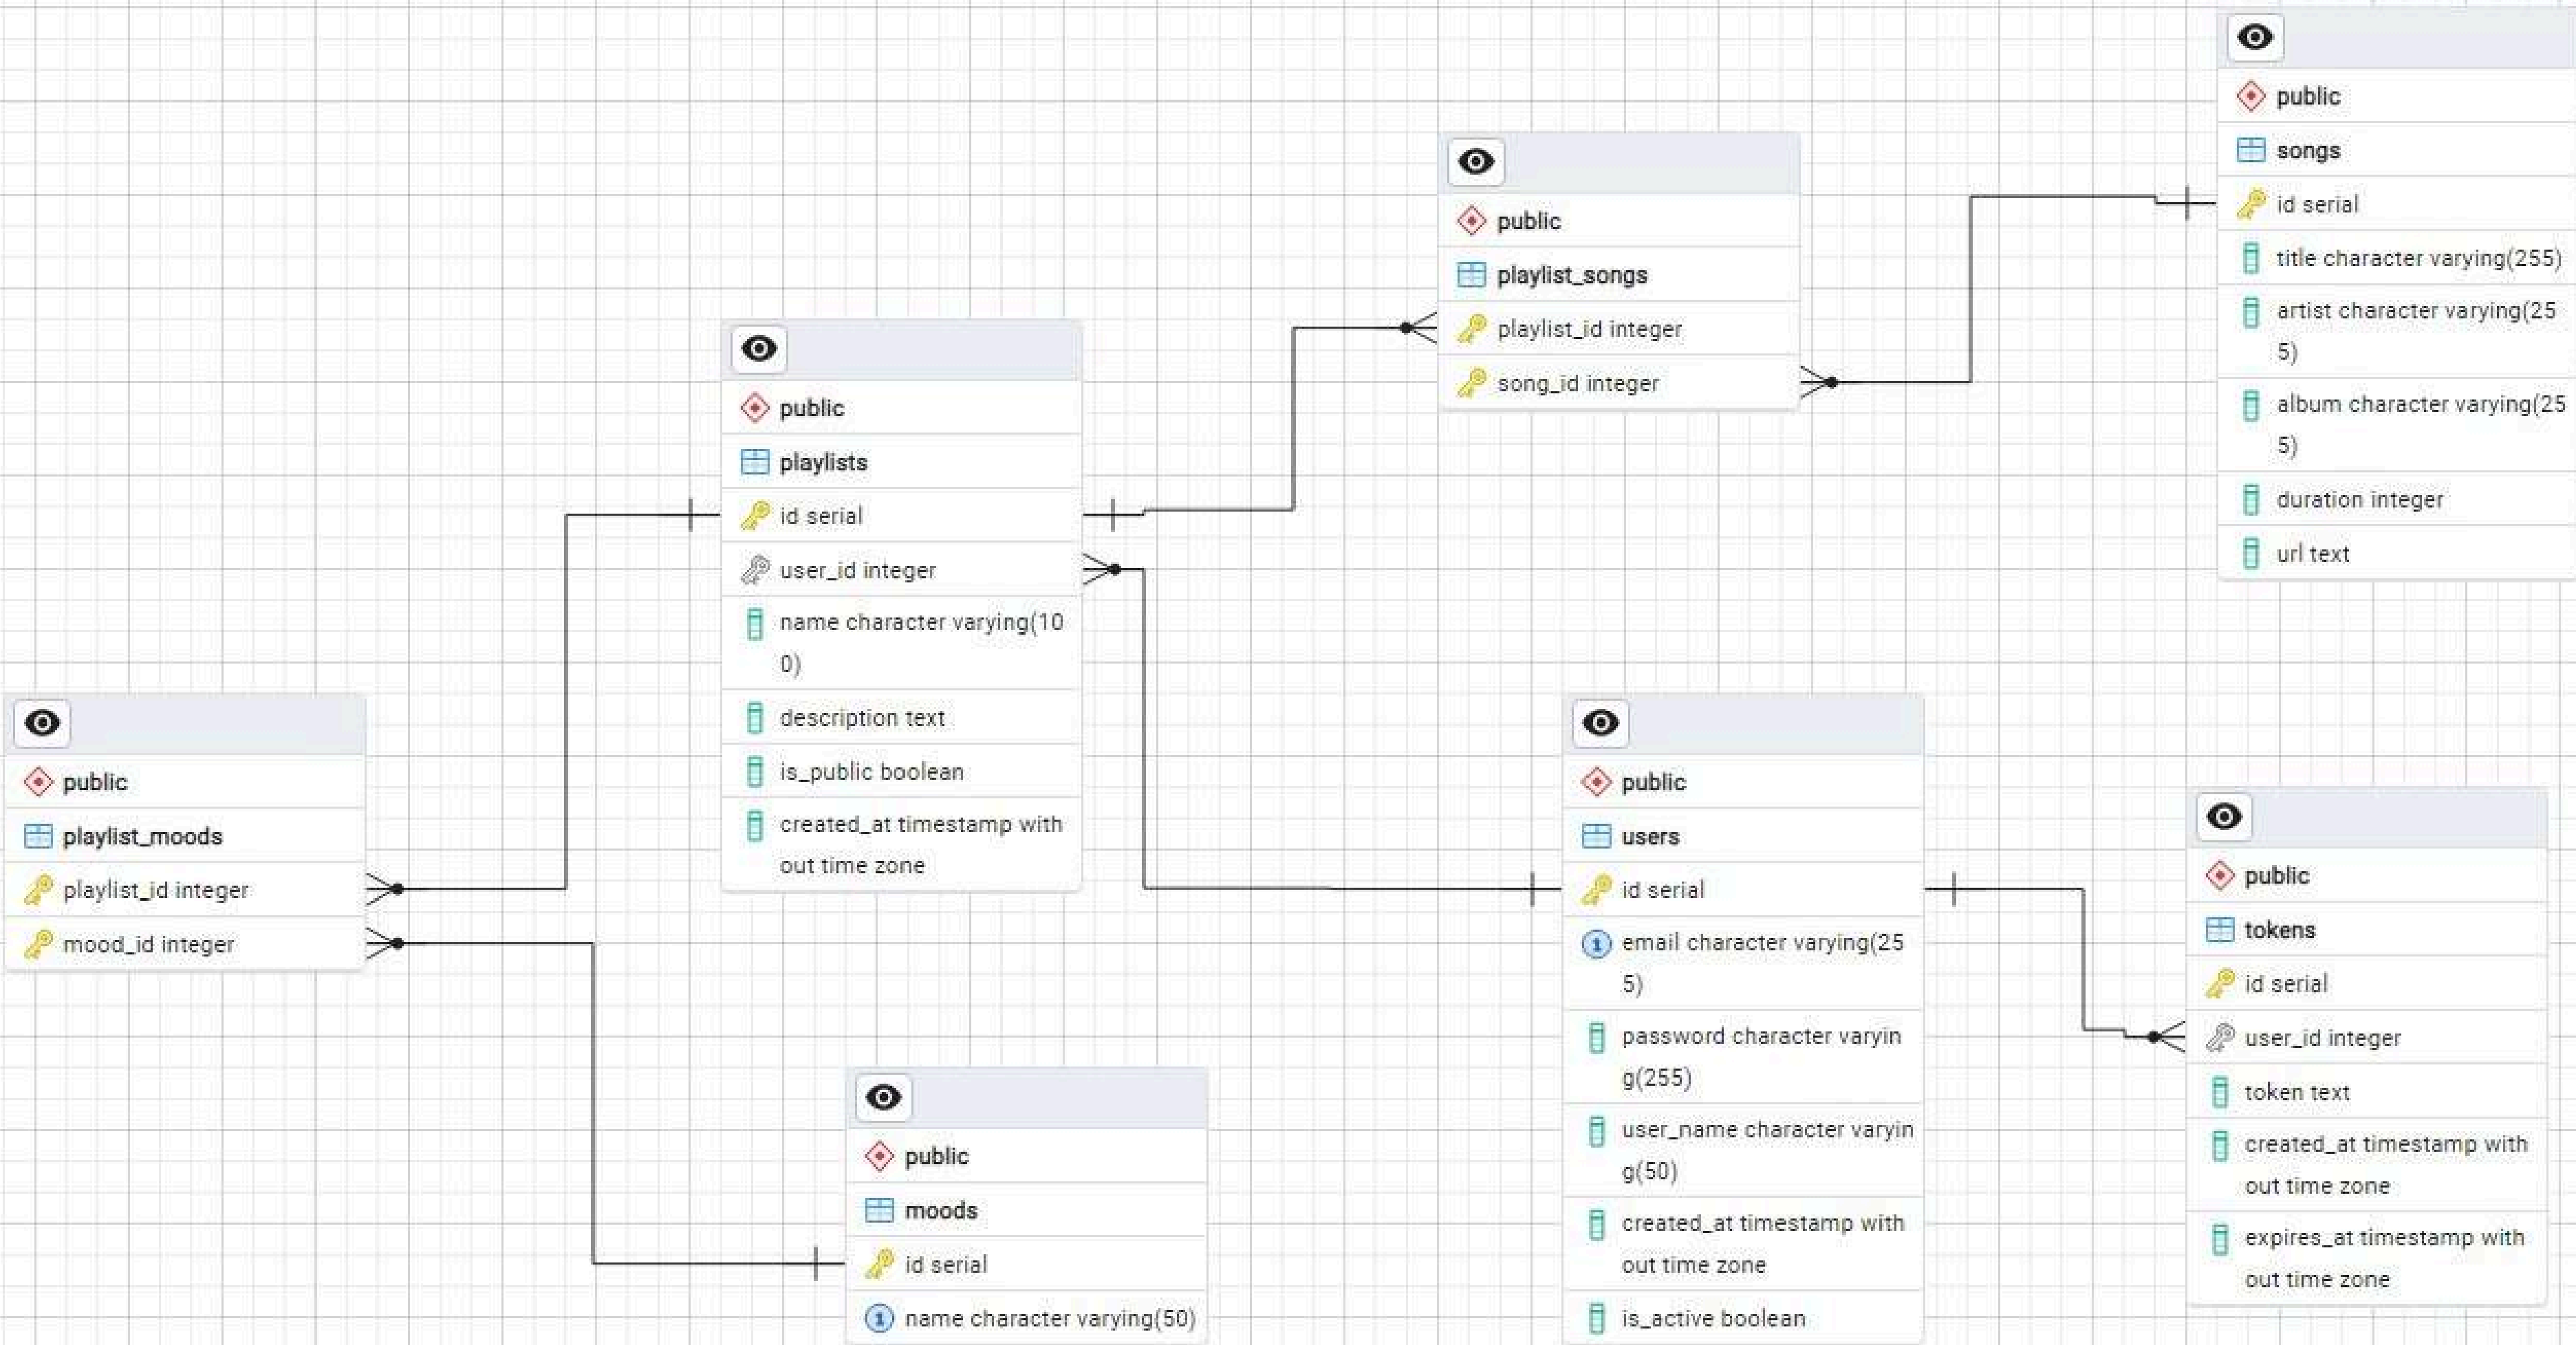 public
songs
id serial
title character varying(255)
artist character varying(25
5)
album character varying(25
5)
duration integer
url text
public
playlist_songs
playlist_id integer
song_id integer
public
playlists
id serial
user_id integer
name character varying(10
0)
description text
is_public boolean
created_at timestamp with
out time zone
public
playlist_moods
playlist_id integer
mood_id integer
public
users
id serial
1 email character varying(25
5)
password character varyin
g(255)
user_name character varyin
g(50)
created_at timestamp with
out time zone
is_active boolean
public
tokens
id serial
user_id integer
token text
created_at timestamp with
out time zone
expires_at timestamp with
out time zone
public
moods
id serial
1 name character varying(50)